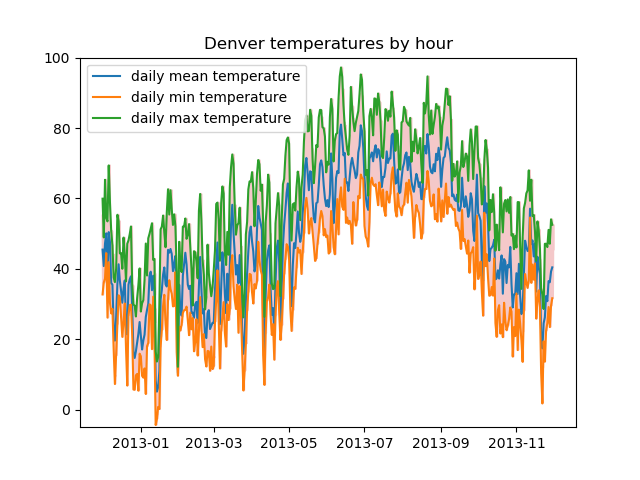 Denver temperatures by hour
daily mean temperature
daily min temperature
daily max temperature
100
80
60
40
20
0
2013-01 2013-03 2013-05 2013-07 2013-09 2013-11